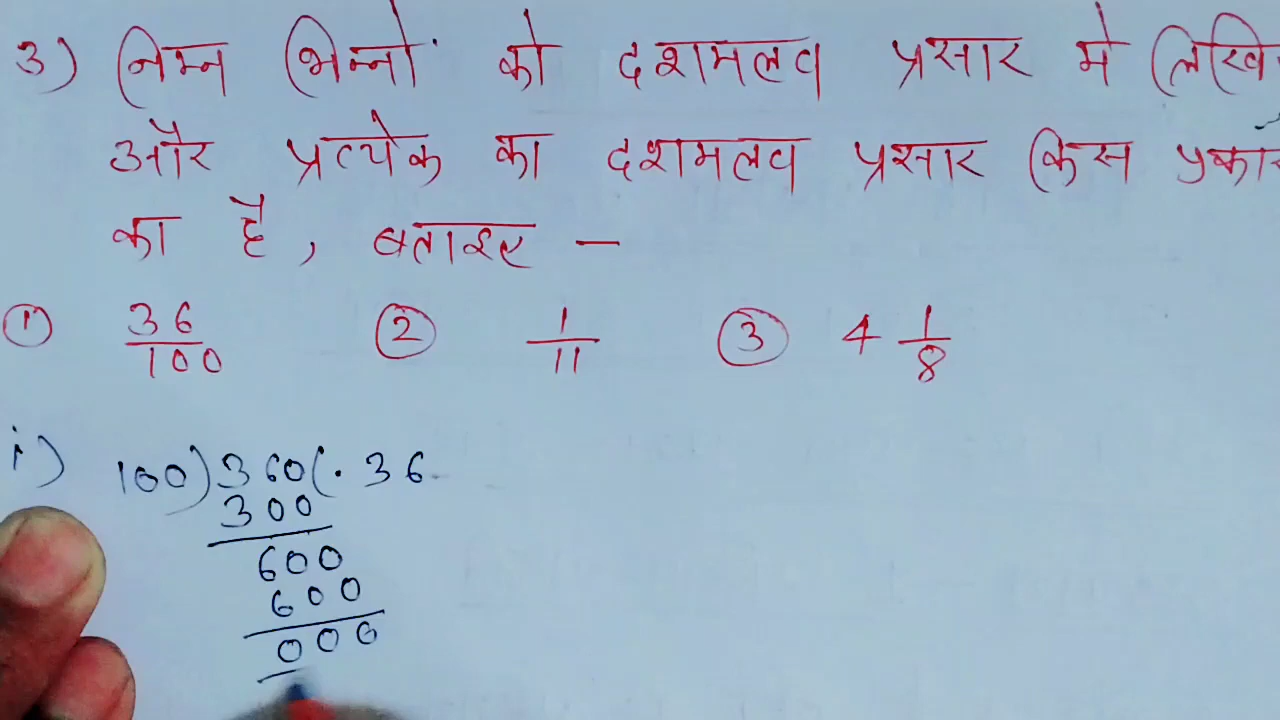 3) निम्न भिन्नों को दशमलव प्रसार मे लिखि
और प्रत्येक का दशमलव प्रसार किस प्रकार
का है, बताइए –
① 36/100 ② 1/11 ③ 4 1/8
i) 100)360(.36
300
600
600
000